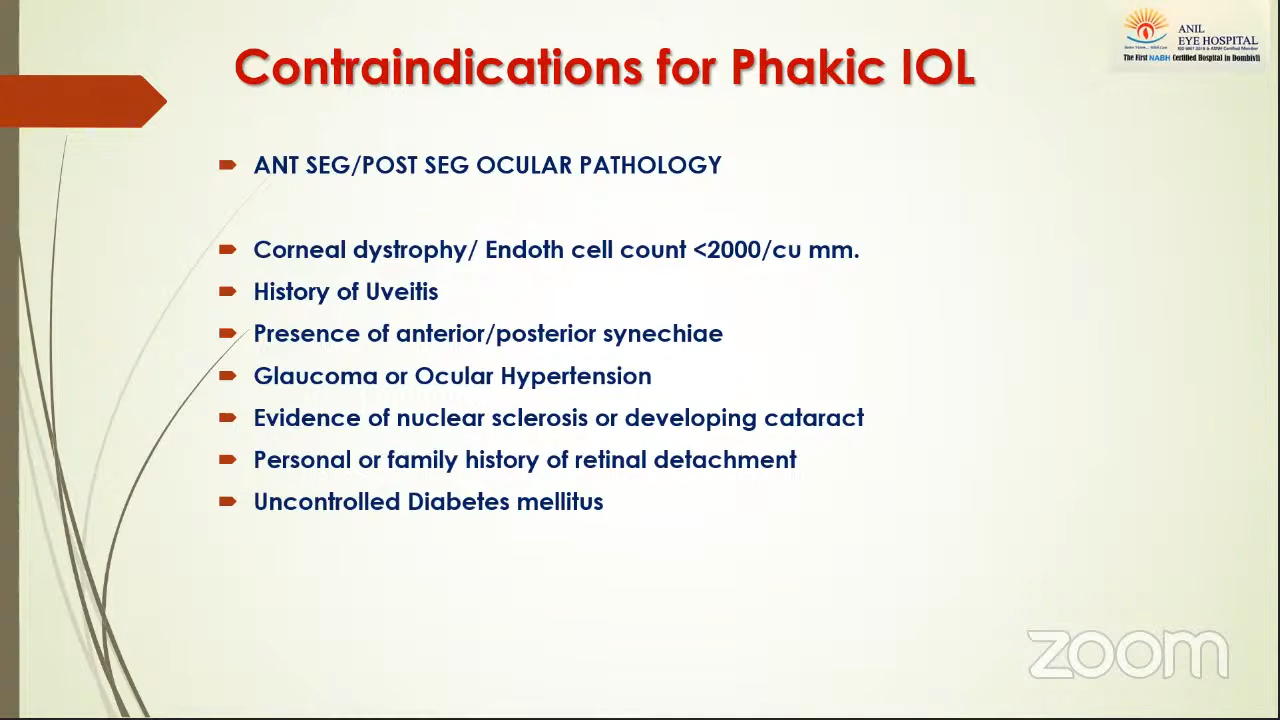 Contraindications for Phakic IOL
ANIL
EYE HOSPITAL
The First NABH Certified Hospital in Dombivli
ANT SEG/POST SEG OCULAR PATHOLOGY
Corneal dystrophy/ Endoth cell count <2000/cu mm.
History of Uveitis
Presence of anterior/posterior synechiae
Glaucoma or Ocular Hypertension
Evidence of nuclear sclerosis or developing cataract
Personal or family history of retinal detachment
Uncontrolled Diabetes mellitus
zoom